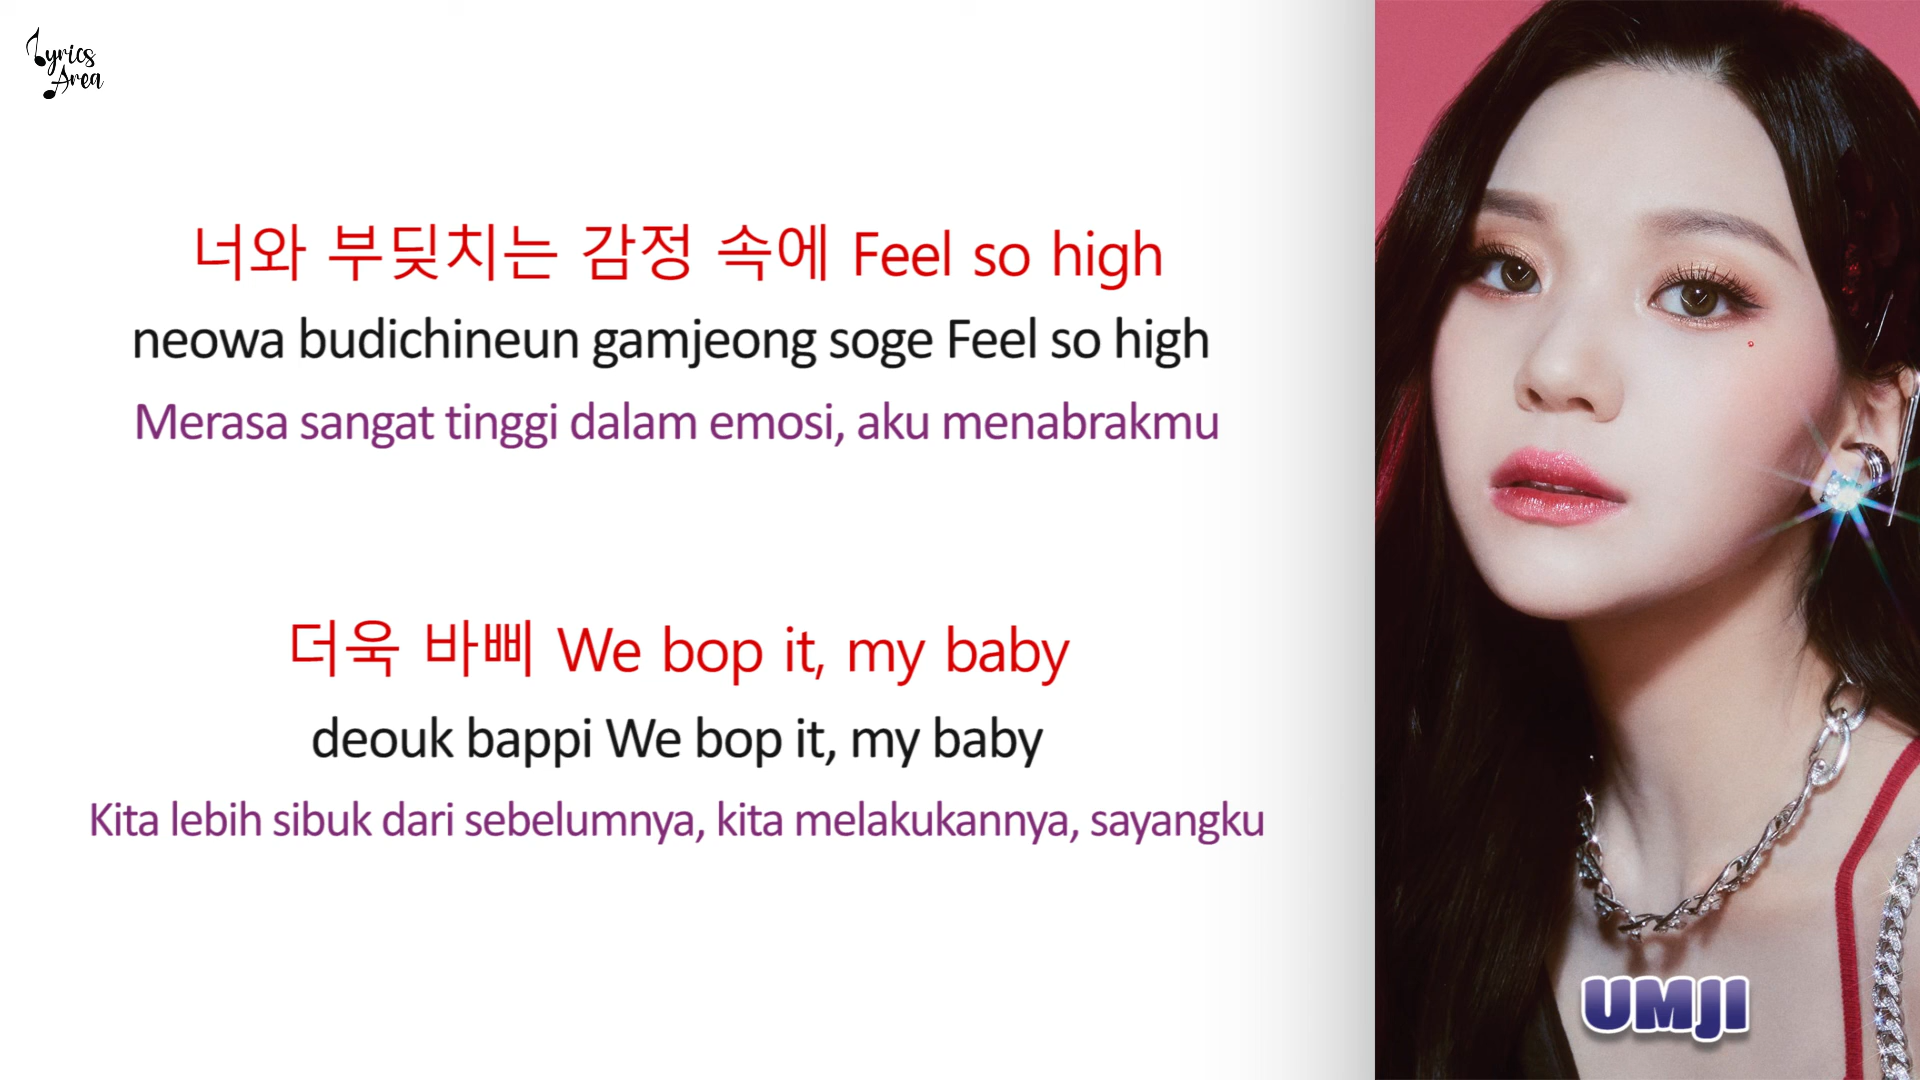 Lyrics
Area
너와 부딪치는 감정 속에 Feel so high
neowa budichineun gamjeong soge Feel so high
Merasa sangat tinggi dalam emosi, aku menabrakmu
더욱 바삐 We bop it, my baby
deouk bappi We bop it, my baby
Kita lebih sibuk dari sebelumnya, kita melakukannya, sayangku
UMJI